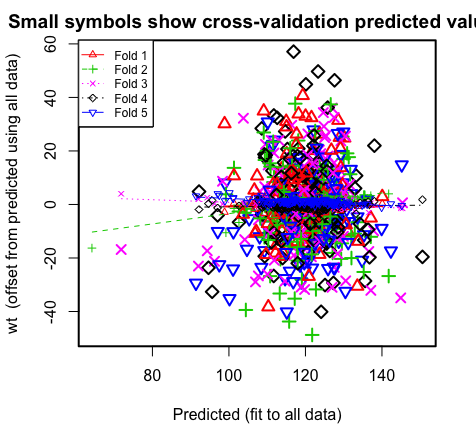 Small symbols show cross-validation predicted valu
Fold 1
Fold 2
Fold 3
Fold 4
Fold 5
wt (offset from predicted using all data)
60
40
20
0
20
40
80
100
120
140
Predicted (fit to all data)